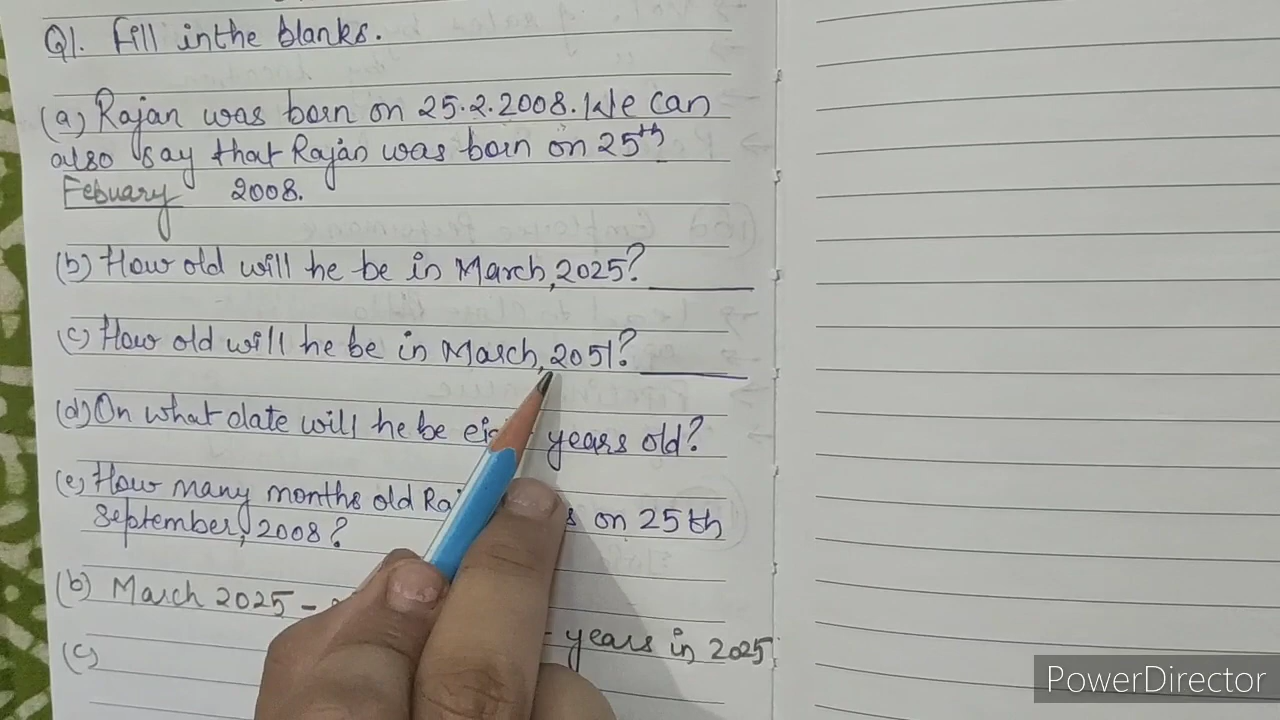 Q1. Fill in the blanks.
(a) Rajan was born on 25.2.2008. We can
also say that Rajan was born on 25th
Febuary 2008.
(b) How old will he be in March, 2025?
(c) How old will he be in March, 2051?
(d) On what date will he be years old?
(e) How many months old on 25th
September, 2008?
(b) March 2025 -
- years in 2025
(c)
PowerDirector